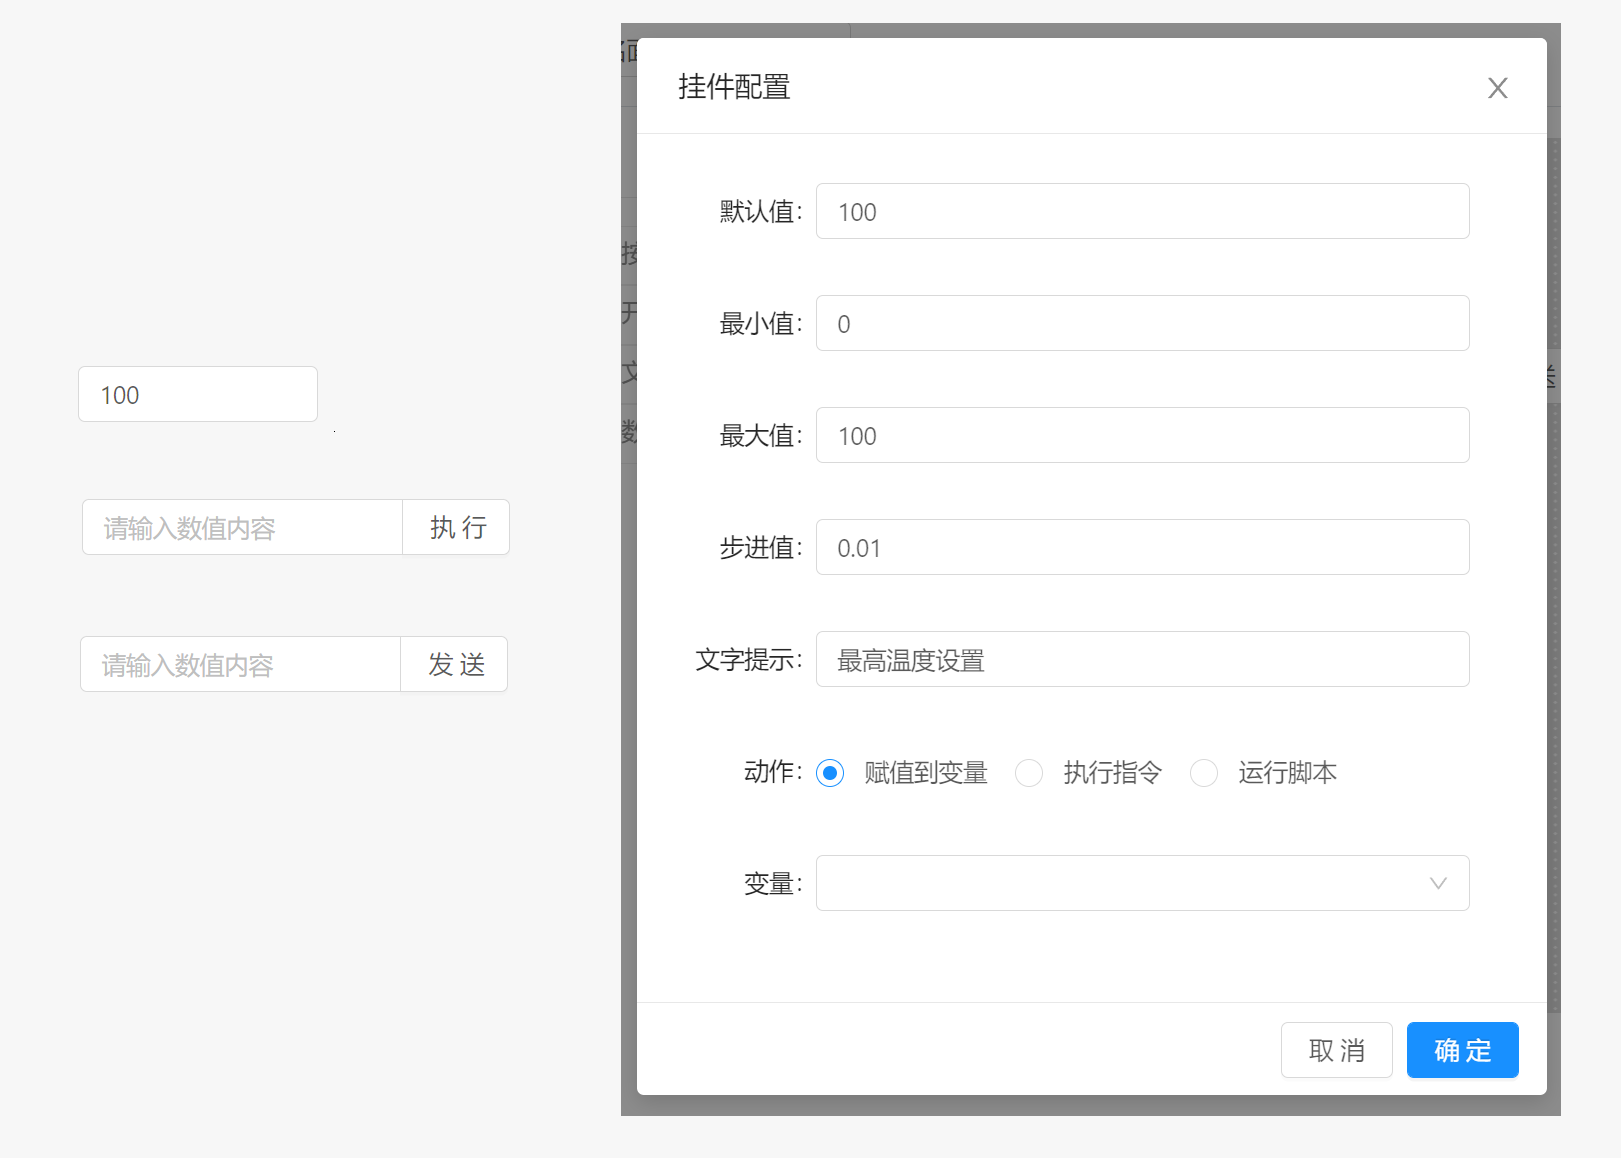 100
请输入数值内容 执 行
请输入数值内容 发 送
挂件配置
默认值: 100
最小值: 0
最大值: 100
步进值: 0.01
文字提示: 最高温度设置
动作: 赋值到变量 执行指令 运行脚本
变量:
取 消 确 定